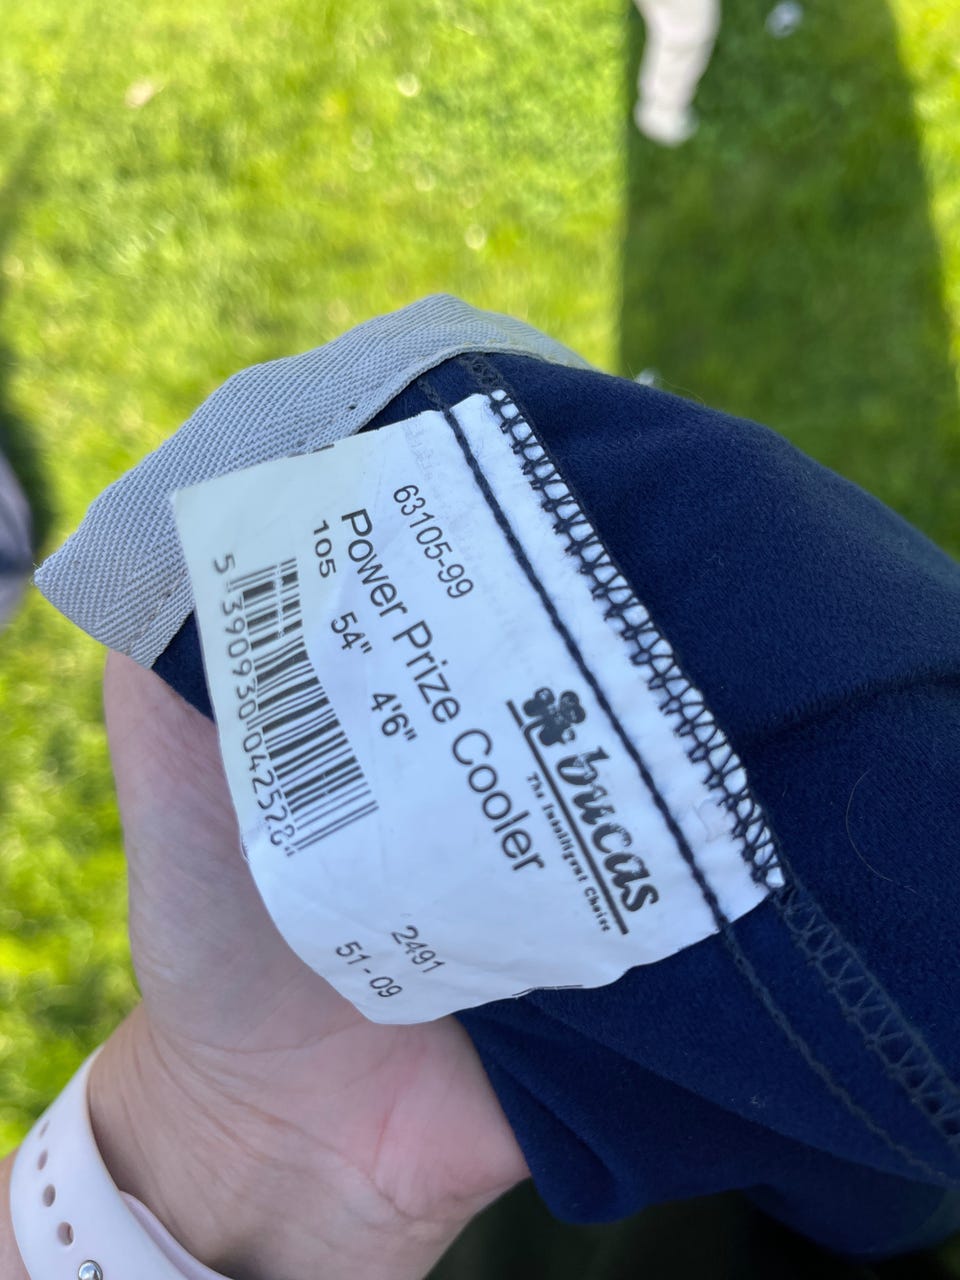 bucas
The Intelligent Choice
63105-99
Power Prize Cooler
105 54" 4'6"
2491
51-09